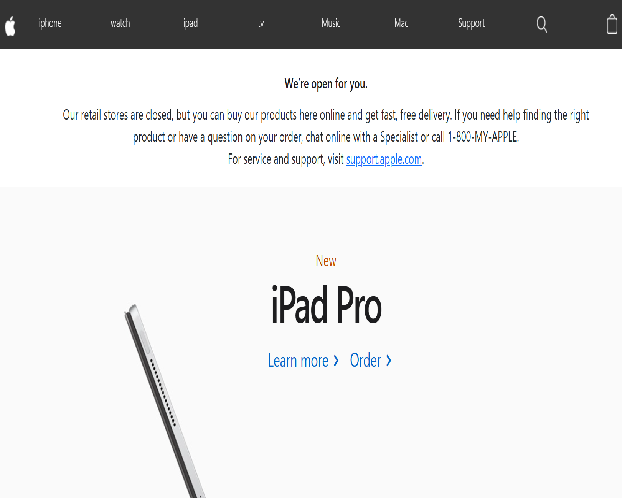 iphone watch ipad tv Music Mac Support
We're open for you.
Our retail stores are closed, but you can buy our products here online and get fast, free delivery. If you need help finding the right
product or have a question on your order, chat online with a Specialist or call 1-800-MY-APPLE.
For service and support, visit support.apple.com.
New
iPad Pro
Learn more › Order ›